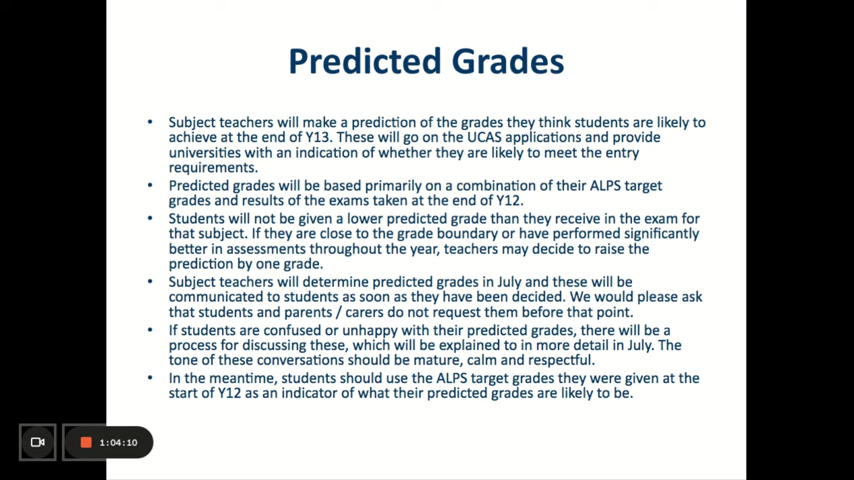 Predicted Grades
• Subject teachers will make a prediction of the grades they think students are likely to
achieve at the end of Y13. These will go on the UCAS applications and provide
universities with an indication of whether they are likely to meet the entry
requirements.
• Predicted grades will be based primarily on a combination of their ALPS target
grades and results of the exams taken at the end of Y12.
• Students will not be given a lower predicted grade than they receive in the exam for
that subject. If they are close to the grade boundary or have performed significantly
better in assessments throughout the year, teachers may decide to raise the
prediction by one grade.
• Subject teachers will determine predicted grades in July and these will be
communicated to students as soon as they have been decided. We would please ask
that students and parents / carers do not request them before that point.
• If students are confused or unhappy with their predicted grades, there will be a
process for discussing these, which will be explained to in more detail in July. The
tone of these conversations should be mature, calm and respectful.
• In the meantime, students should use the ALPS target grades they were given at the
start of Y12 as an indicator of what their predicted grades are likely to be.
1:04:10